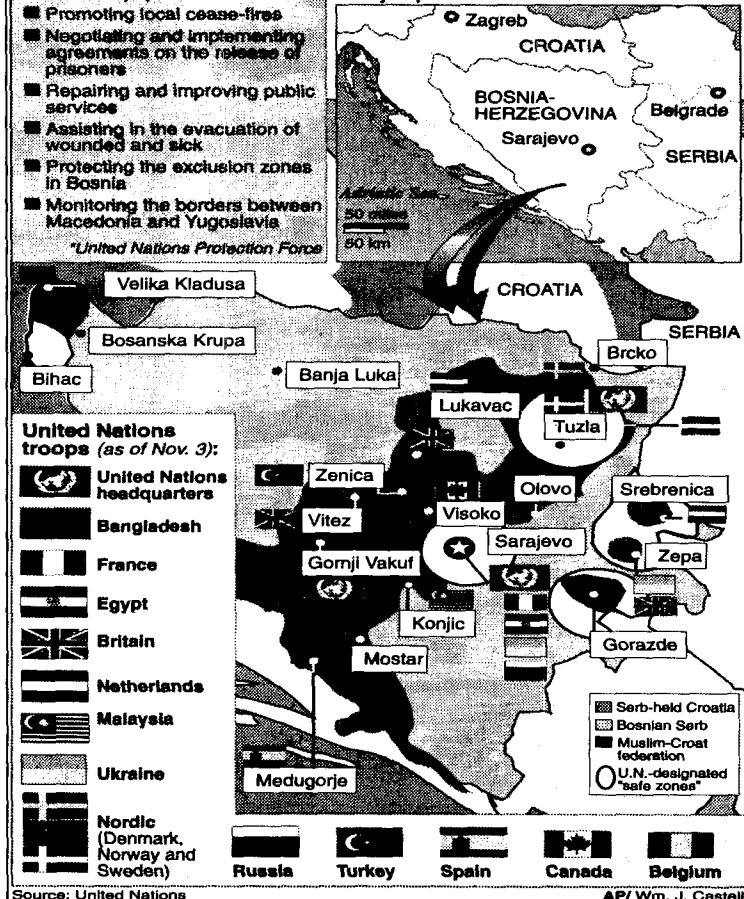 Promoting local cease-fires
Negotiating and implementing
agreements on the release of
prisoners
Repairing and improving public
services
Assisting in the evacuation of
wounded and sick
Protecting the exclusion zones
in Bosnia
Monitoring the borders between
Macedonia and Yugoslavia
*United Nations Protection Force
Zagreb
CROATIA
BOSNIA-
HERZEGOVINA
Belgrade
Sarajevo
SERBIA
Adriatic Sea
50 miles
50 km
Velika Kladusa
CROATIA
SERBIA
Bosanska Krupa
Brcko
Bihac
Banja Luka
Lukavac
Tuzla
Zenica
Olovo
Srebrenica
Vitez
Visoko
Sarajevo
Zepa
Gornji Vakuf
Konjic
Gorazde
Mostar
Medugorje
United Nations
troops (as of Nov. 3):
United Nations
headquarters
Bangladesh
France
Egypt
Britain
Netherlands
Malaysia
Ukraine
Nordic
(Denmark,
Norway and
Sweden)
Russia
Turkey
Spain
Canada
Belgium
Serb-held Croatia
Bosnian Serb
Muslim-Croat
federation
U.N.-designated
"safe zones"
Source: United Nations
AP/ Wm. J. Castell